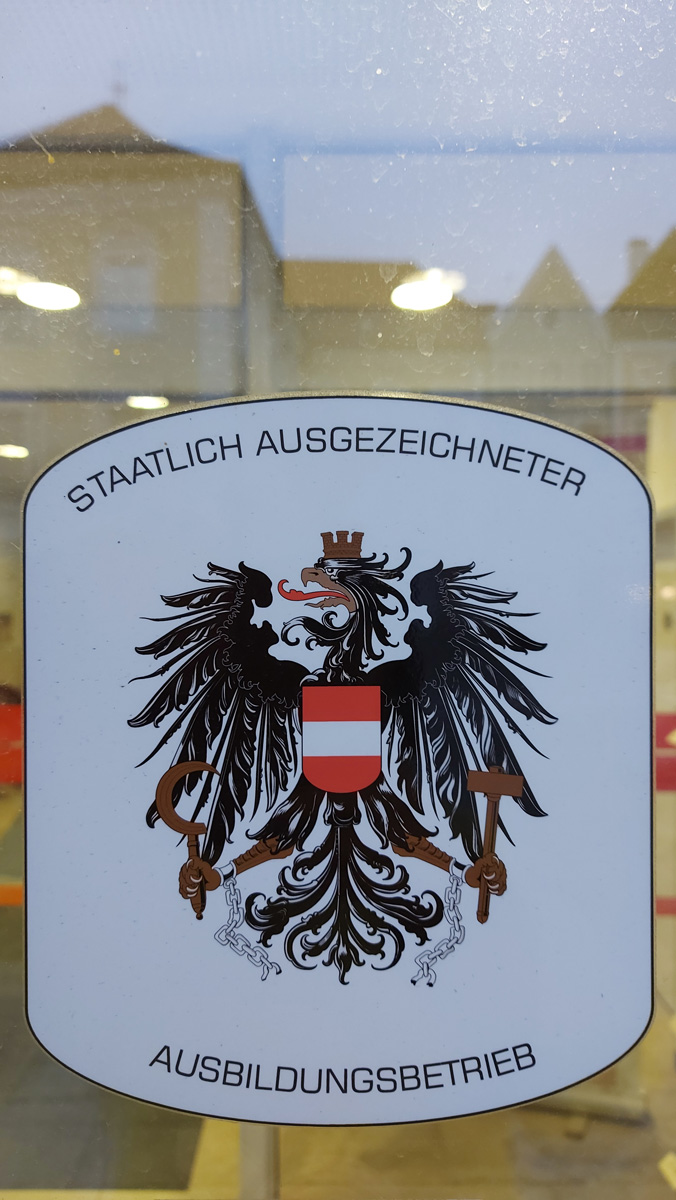 STAATLICH AUSGEZEICHNETER
AUSBILDUNGSBETRIEB